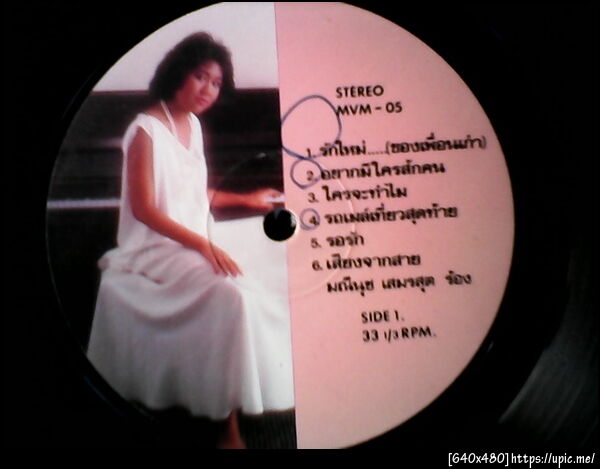 STEREO
MVM - 05
1. รักใหม่.....(ของเพื่อนเก่า)
2. อยากมีใครสักคน
3. ใครจะทำไม
4. รถเมล์เที่ยวสุดท้าย
5. รอรัก
6. เสียงจากสาย
มณีนุช เสมรสุต ร้อง
SIDE 1.
33 1/3 RPM.
[640x480]https://upic.me/